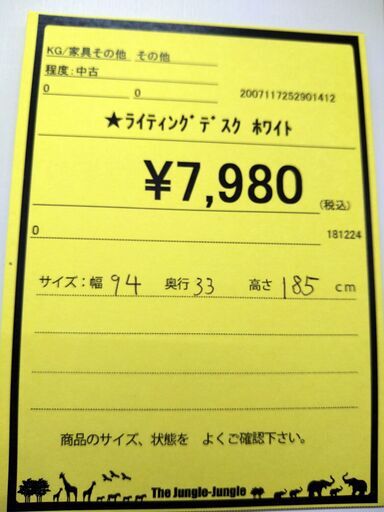 KG/家具その他 その他
程度:中古
0 0 2007117252901412
★ﾗｲﾃｨﾝｸﾞﾃﾞｽｸ ﾎﾜｲﾄ
¥7,980 (税込)
0 181224
サイズ:幅 94 奥行 33 高さ 185 cm
商品のサイズ、状態を よくご確認下さい。
The Jungle-Jungle